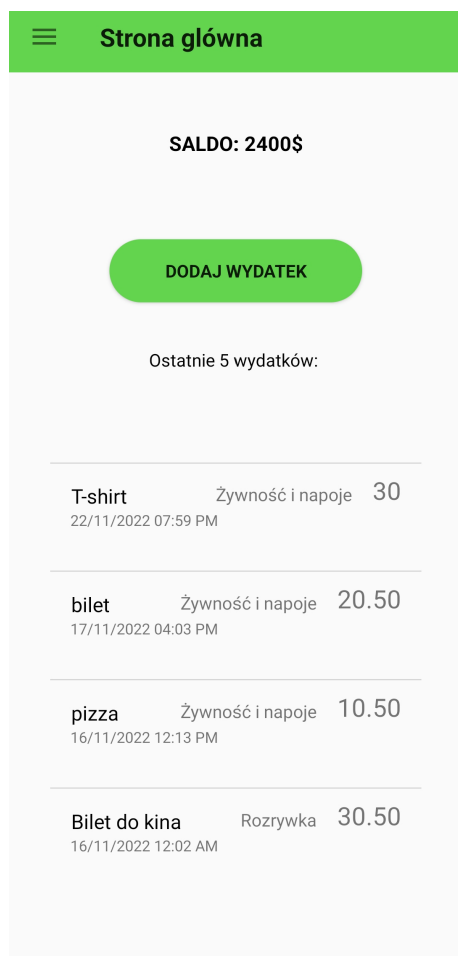 Strona glówna
SALDO: 2400$
DODAJ WYDATEK
Ostatnie 5 wydatków:
T-shirt Żywność i napoje 30
22/11/2022 07:59 PM
bilet Żywność i napoje 20.50
17/11/2022 04:03 PM
pizza Żywność i napoje 10.50
16/11/2022 12:13 PM
Bilet do kina Rozrywka 30.50
16/11/2022 12:02 AM